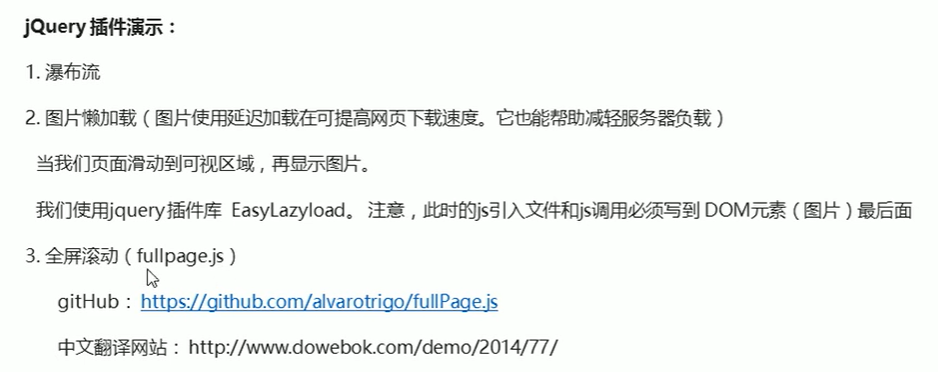 jQuery 插件演示：
1. 瀑布流
2. 图片懒加载（图片使用延迟加载在可提高网页下载速度。它也能帮助减轻服务器负载）
当我们页面滑动到可视区域，再显示图片。
我们使用jquery 插件库 EasyLazyload。 注意，此时的js引入文件和js调用必须写到 DOM元素（图片）最后面
3. 全屏滚动（fullpage.js）
gitHub： https://github.com/alvarotrigo/fullPage.js
中文翻译网站： http://www.dowebok.com/demo/2014/77/